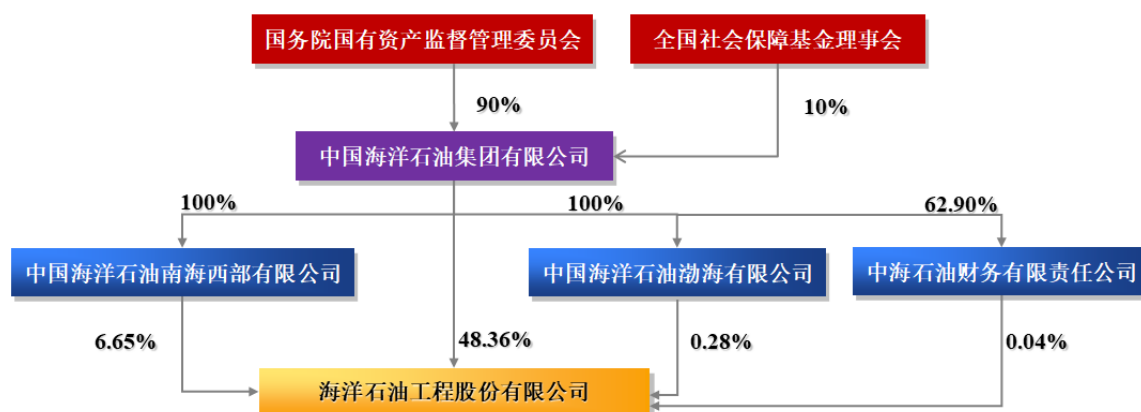 国务院国有资产监督管理委员会
全国社会保障基金理事会
90%
10%
中国海洋石油集团有限公司
100%
100%
62.90%
中国海洋石油南海西部有限公司
中国海洋石油渤海有限公司
中海石油财务有限责任公司
6.65%
48.36%
0.28%
0.04%
海洋石油工程股份有限公司